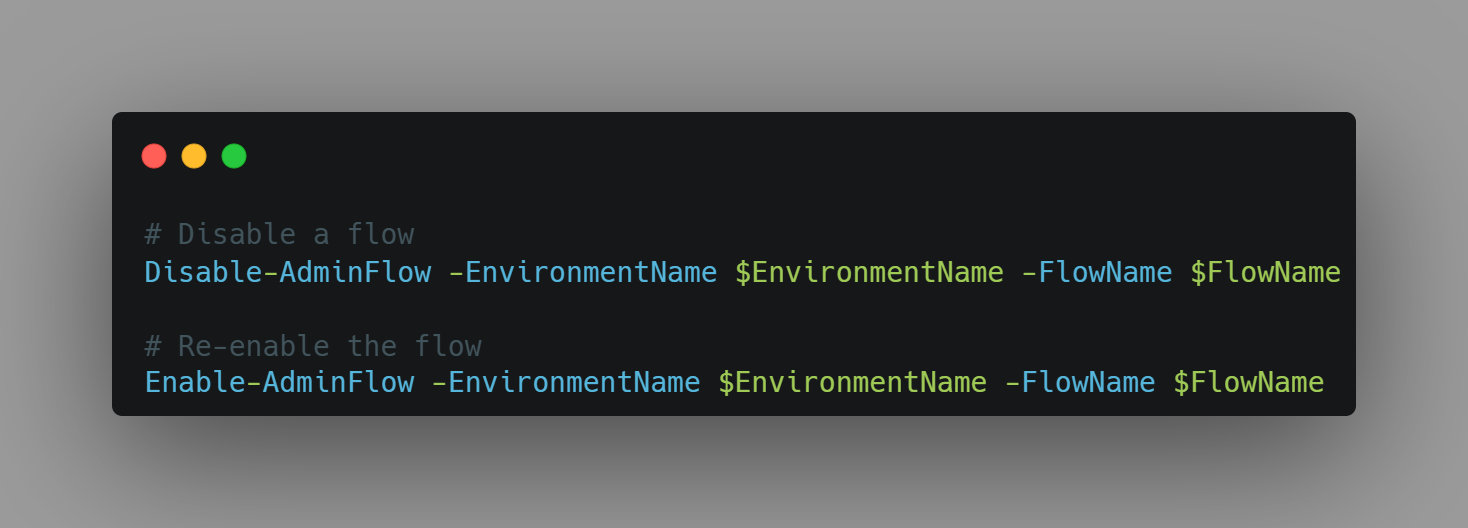 # Disable a flow
Disable-AdminFlow -EnvironmentName $EnvironmentName -FlowName $FlowName
# Re-enable the flow
Enable-AdminFlow -EnvironmentName $EnvironmentName -FlowName $FlowName